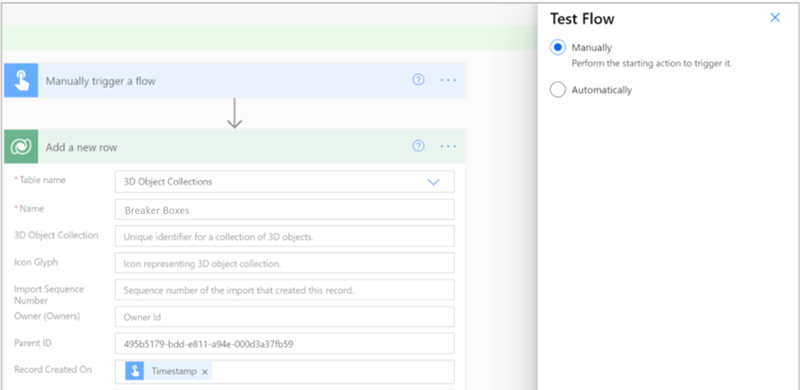 Test Flow
Manually
Perform the starting action to trigger it.
Automatically
Manually trigger a flow
Add a new row
* Table name
3D Object Collections
* Name
Breaker Boxes
3D Object Collection
Unique identifier for a collection of 3D objects.
Icon Glyph
Icon representing 3D object collection.
Import Sequence
Number
Sequence number of the import that created this record.
Owner (Owners)
Owner Id
Parent ID
495b5179-bdd-e811-a94e-000d3a37fb59
Record Created On
Timestamp ×